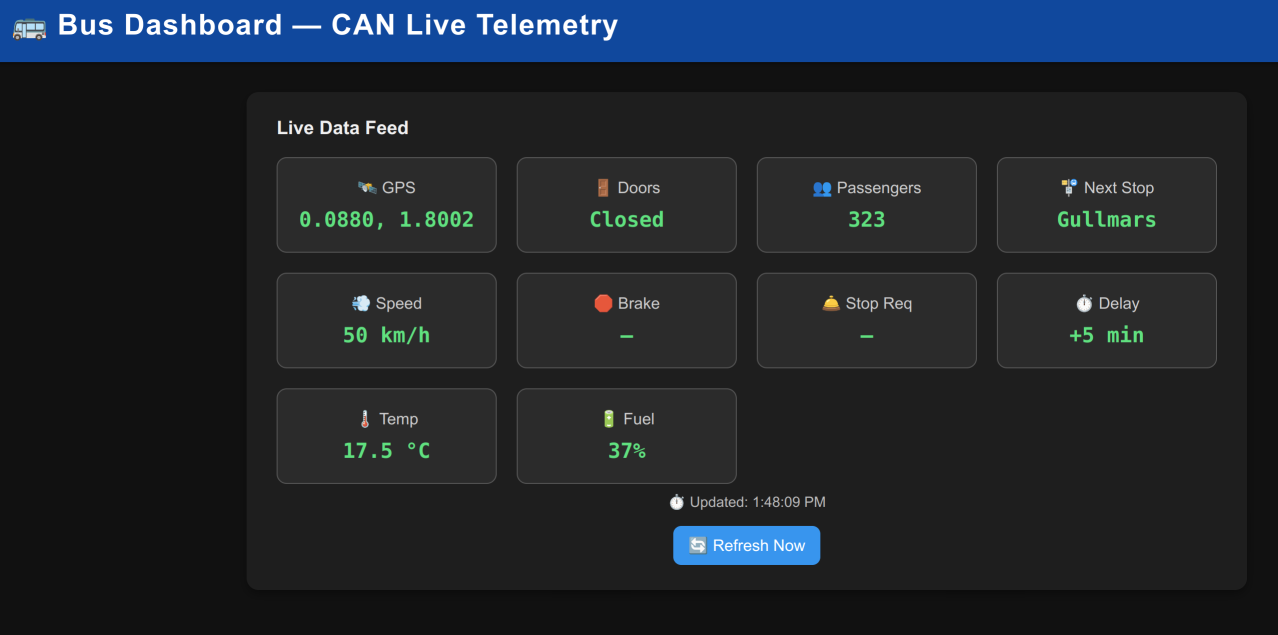 Bus Dashboard — CAN Live Telemetry
Live Data Feed
GPS
0.0880, 1.8002
Doors
Closed
Passengers
323
Next Stop
Gullmars
Speed
50 km/h
Brake
—
Stop Req
—
Delay
+5 min
Temp
17.5 °C
Fuel
37%
Updated: 1:48:09 PM
Refresh Now